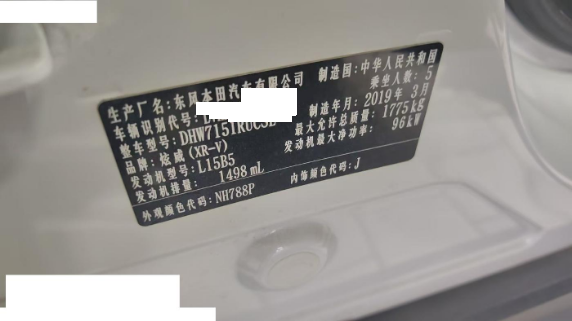 生产厂名:东风本田汽车有限公司 制造国:中华人民共和国
车辆识别代号: 乘坐人数:5
整车型号: 制造年月:2019年3月
品牌:炫威(XR-V) 最大允许总质量:1775kg
发动机型号:L15B5 发动机最大净功率:96kW
发动机排量: 1498mL
外观颜色代码:NH788P 内饰颜色代码:J